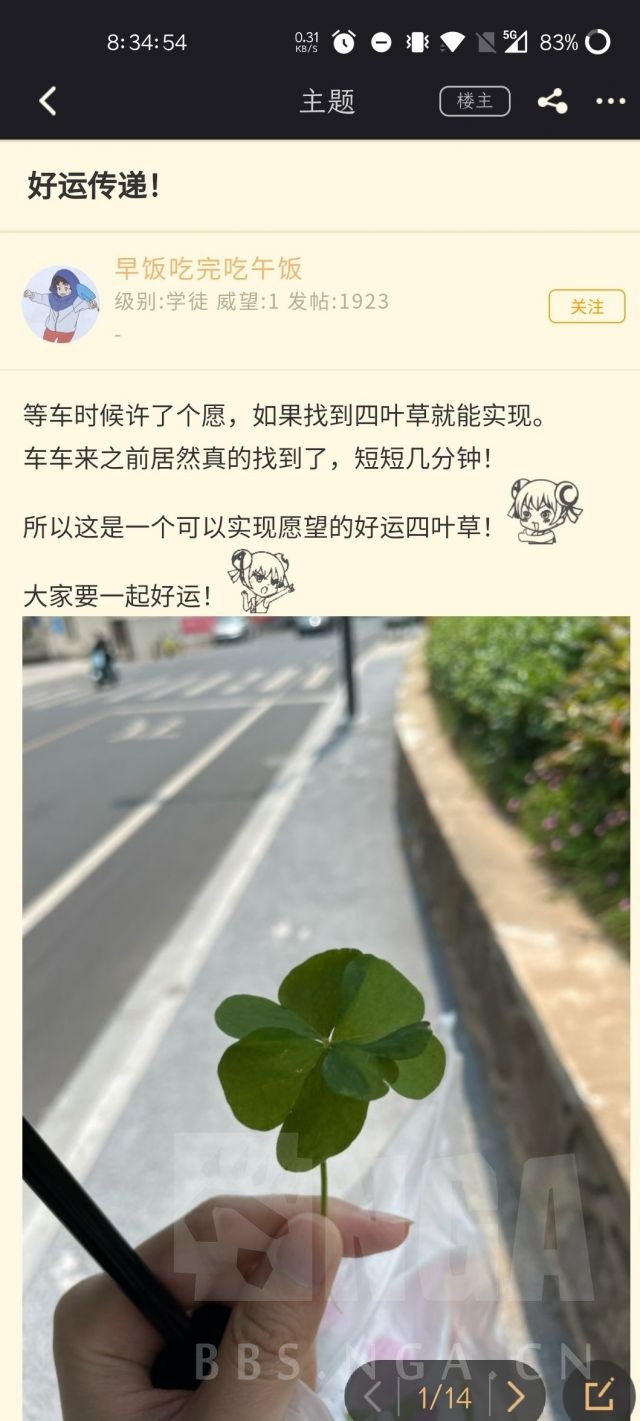 8:34:54 0.31 KB/S 5G 83%
主题 楼主
好运传递！
早饭吃完吃午饭
级别:学徒 威望:1 发帖:1923
关注
-
等车时候许了个愿，如果找到四叶草就能实现。
车车来之前居然真的找到了，短短几分钟！
所以这是一个可以实现愿望的好运四叶草！
大家要一起好运！
NGA
BBS.NGA.CN
1/14